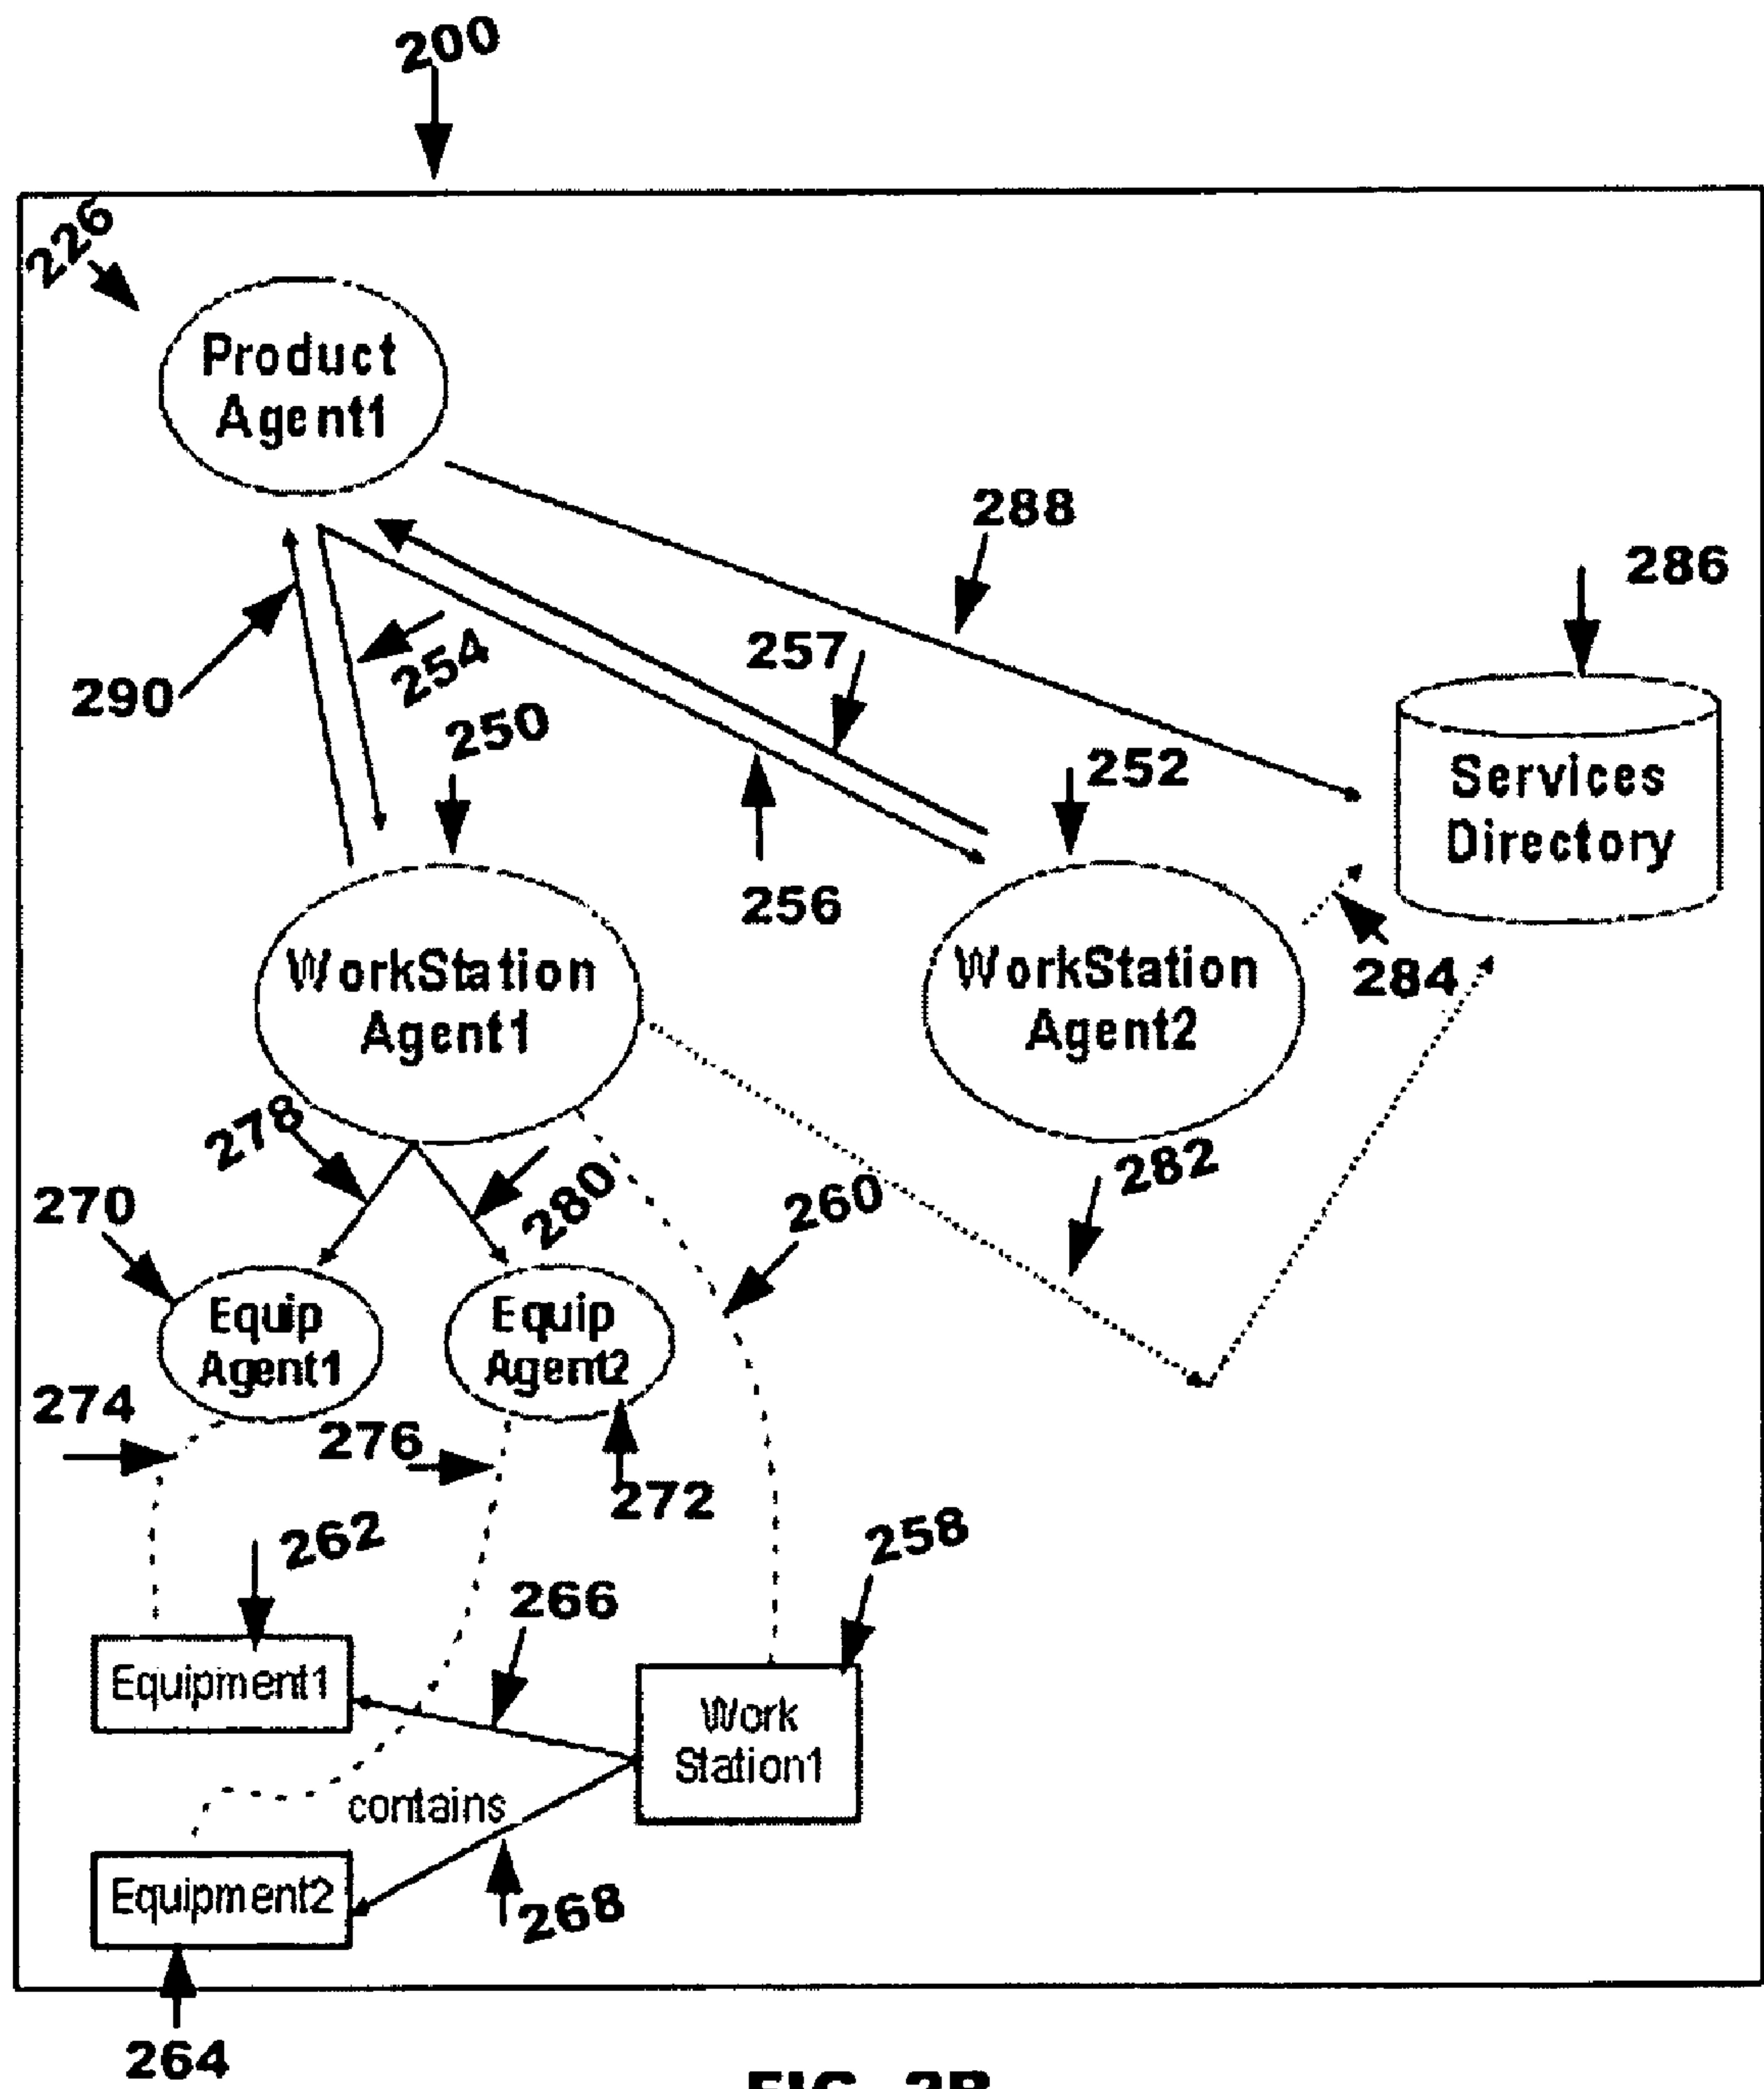 200
226
Product
Agent1
288
286
257
254
290
250
252
Services
Directory
256
WorkStation
Agent1
WorkStation
Agent2
284
278
280
282
270
260
Equip
Agent1
Equip
Agent2
274
276
272
262
258
266
Equipment1
Work
Station1
contains
Equipment2
268
264
FIG. 2B